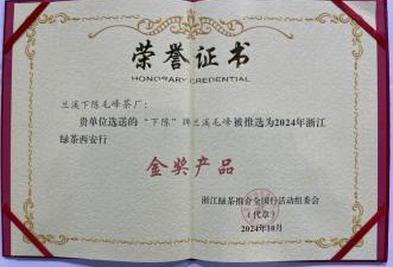 荣誉证书
HONORARY CREDENTIAL
兰溪下陈毛峰茶厂：
贵单位选送的“下陈”牌兰溪毛峰被推选为2024年浙江
绿茶西安行
金奖产品
浙江绿茶推介全国行活动组委会
（代章）
2024年10月